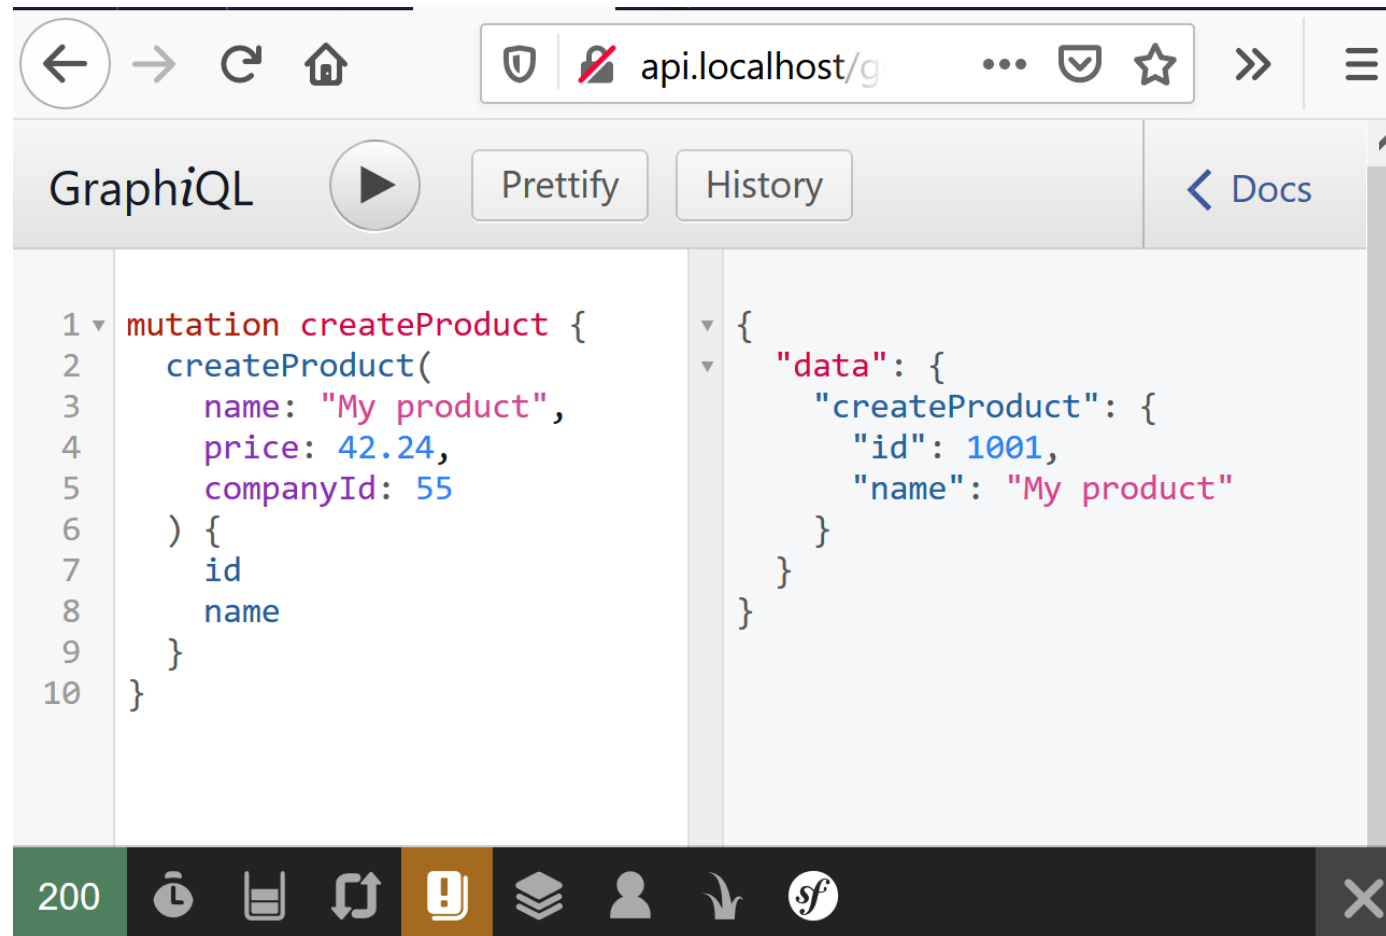 api.localhost/g
GraphiQL Prettify History Docs
1 mutation createProduct {
2 createProduct(
3 name: "My product",
4 price: 42.24,
5 companyId: 55
6 ) {
7 id
8 name
9 }
10 }
{
"data": {
"createProduct": {
"id": 1001,
"name": "My product"
}
}
}
200 sf